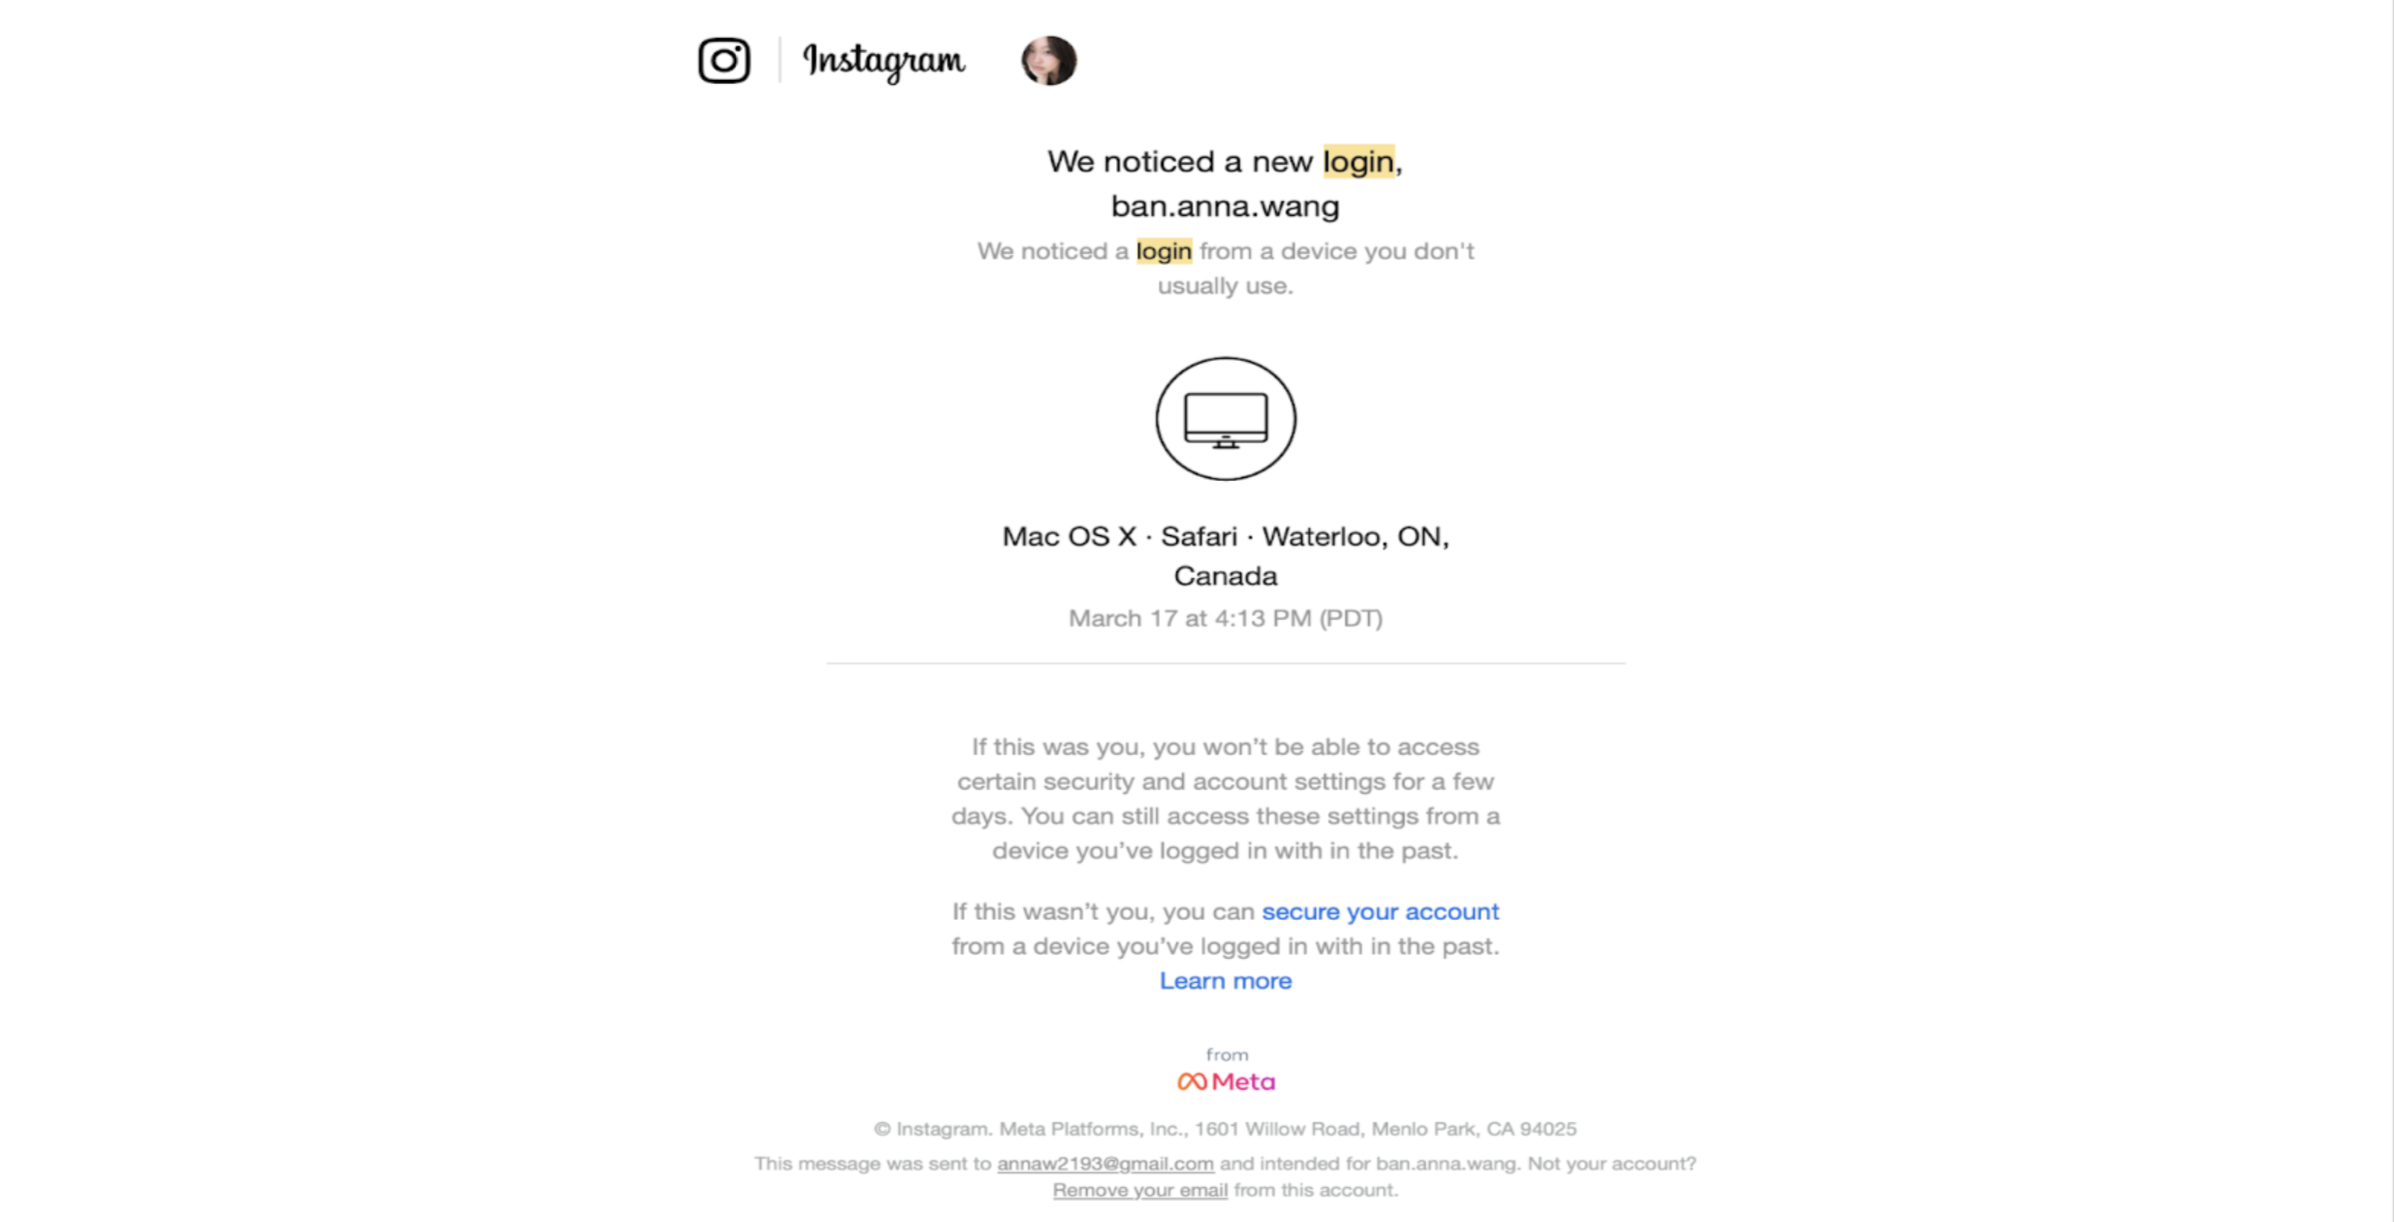 Instagram
We noticed a new login,
ban.anna.wang
We noticed a login from a device you don't
usually use.
Mac OS X · Safari · Waterloo, ON,
Canada
March 17 at 4:13 PM (PDT)
If this was you, you won’t be able to access
certain security and account settings for a few
days. You can still access these settings from a
device you’ve logged in with in the past.
If this wasn’t you, you can secure your account
from a device you’ve logged in with in the past.
Learn more
from
Meta
© Instagram. Meta Platforms, Inc., 1601 Willow Road, Menlo Park, CA 94025
This message was sent to annaw2193@gmail.com and intended for ban.anna.wang. Not your account?
Remove your email from this account.